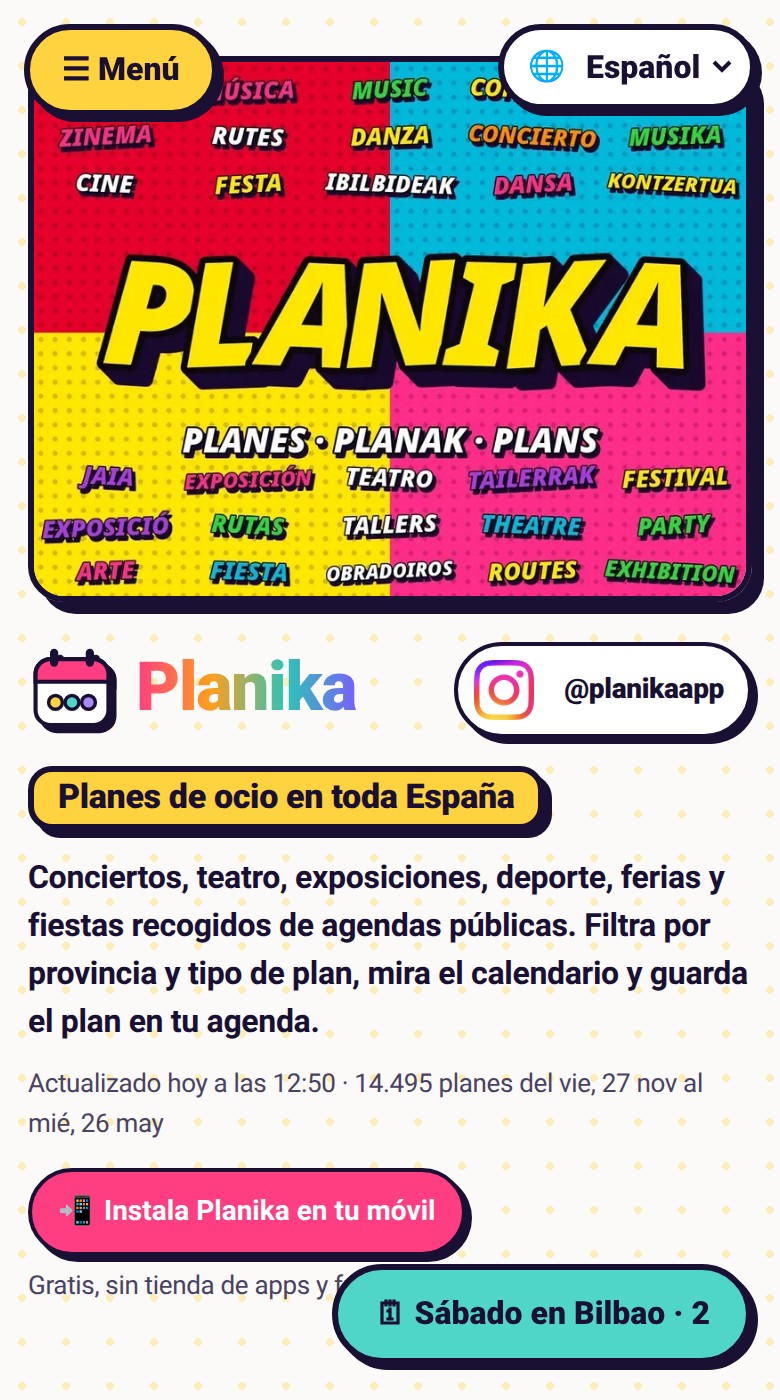 ☰ Menú
🌐 Español
ÚSICA MUSIC
ZINEMA RUTES DANZA CONCIERTO MUSIKA
CINE FESTA IBILBIDEAK DANSA KONTZERTUA
PLANIKA
PLANES · PLANAK · PLANS
JAIA EXPOSICIÓN TEATRO TAILERRAK FESTIVAL
EXPOSICIÓ RUTAS TALLERS THEATRE PARTY
ARTE FIESTA OBRADOIROS ROUTES EXHIBITION
Planika
@planikaapp
Planes de ocio en toda España
Conciertos, teatro, exposiciones, deporte, ferias y
fiestas recogidos de agendas públicas. Filtra por
provincia y tipo de plan, mira el calendario y guarda
el plan en tu agenda.
Actualizado hoy a las 12:50 · 14.495 planes del vie, 27 nov al
mié, 26 may
📲 Instala Planika en tu móvil
Gratis, sin tienda de apps y
🗓 Sábado en Bilbao · 2